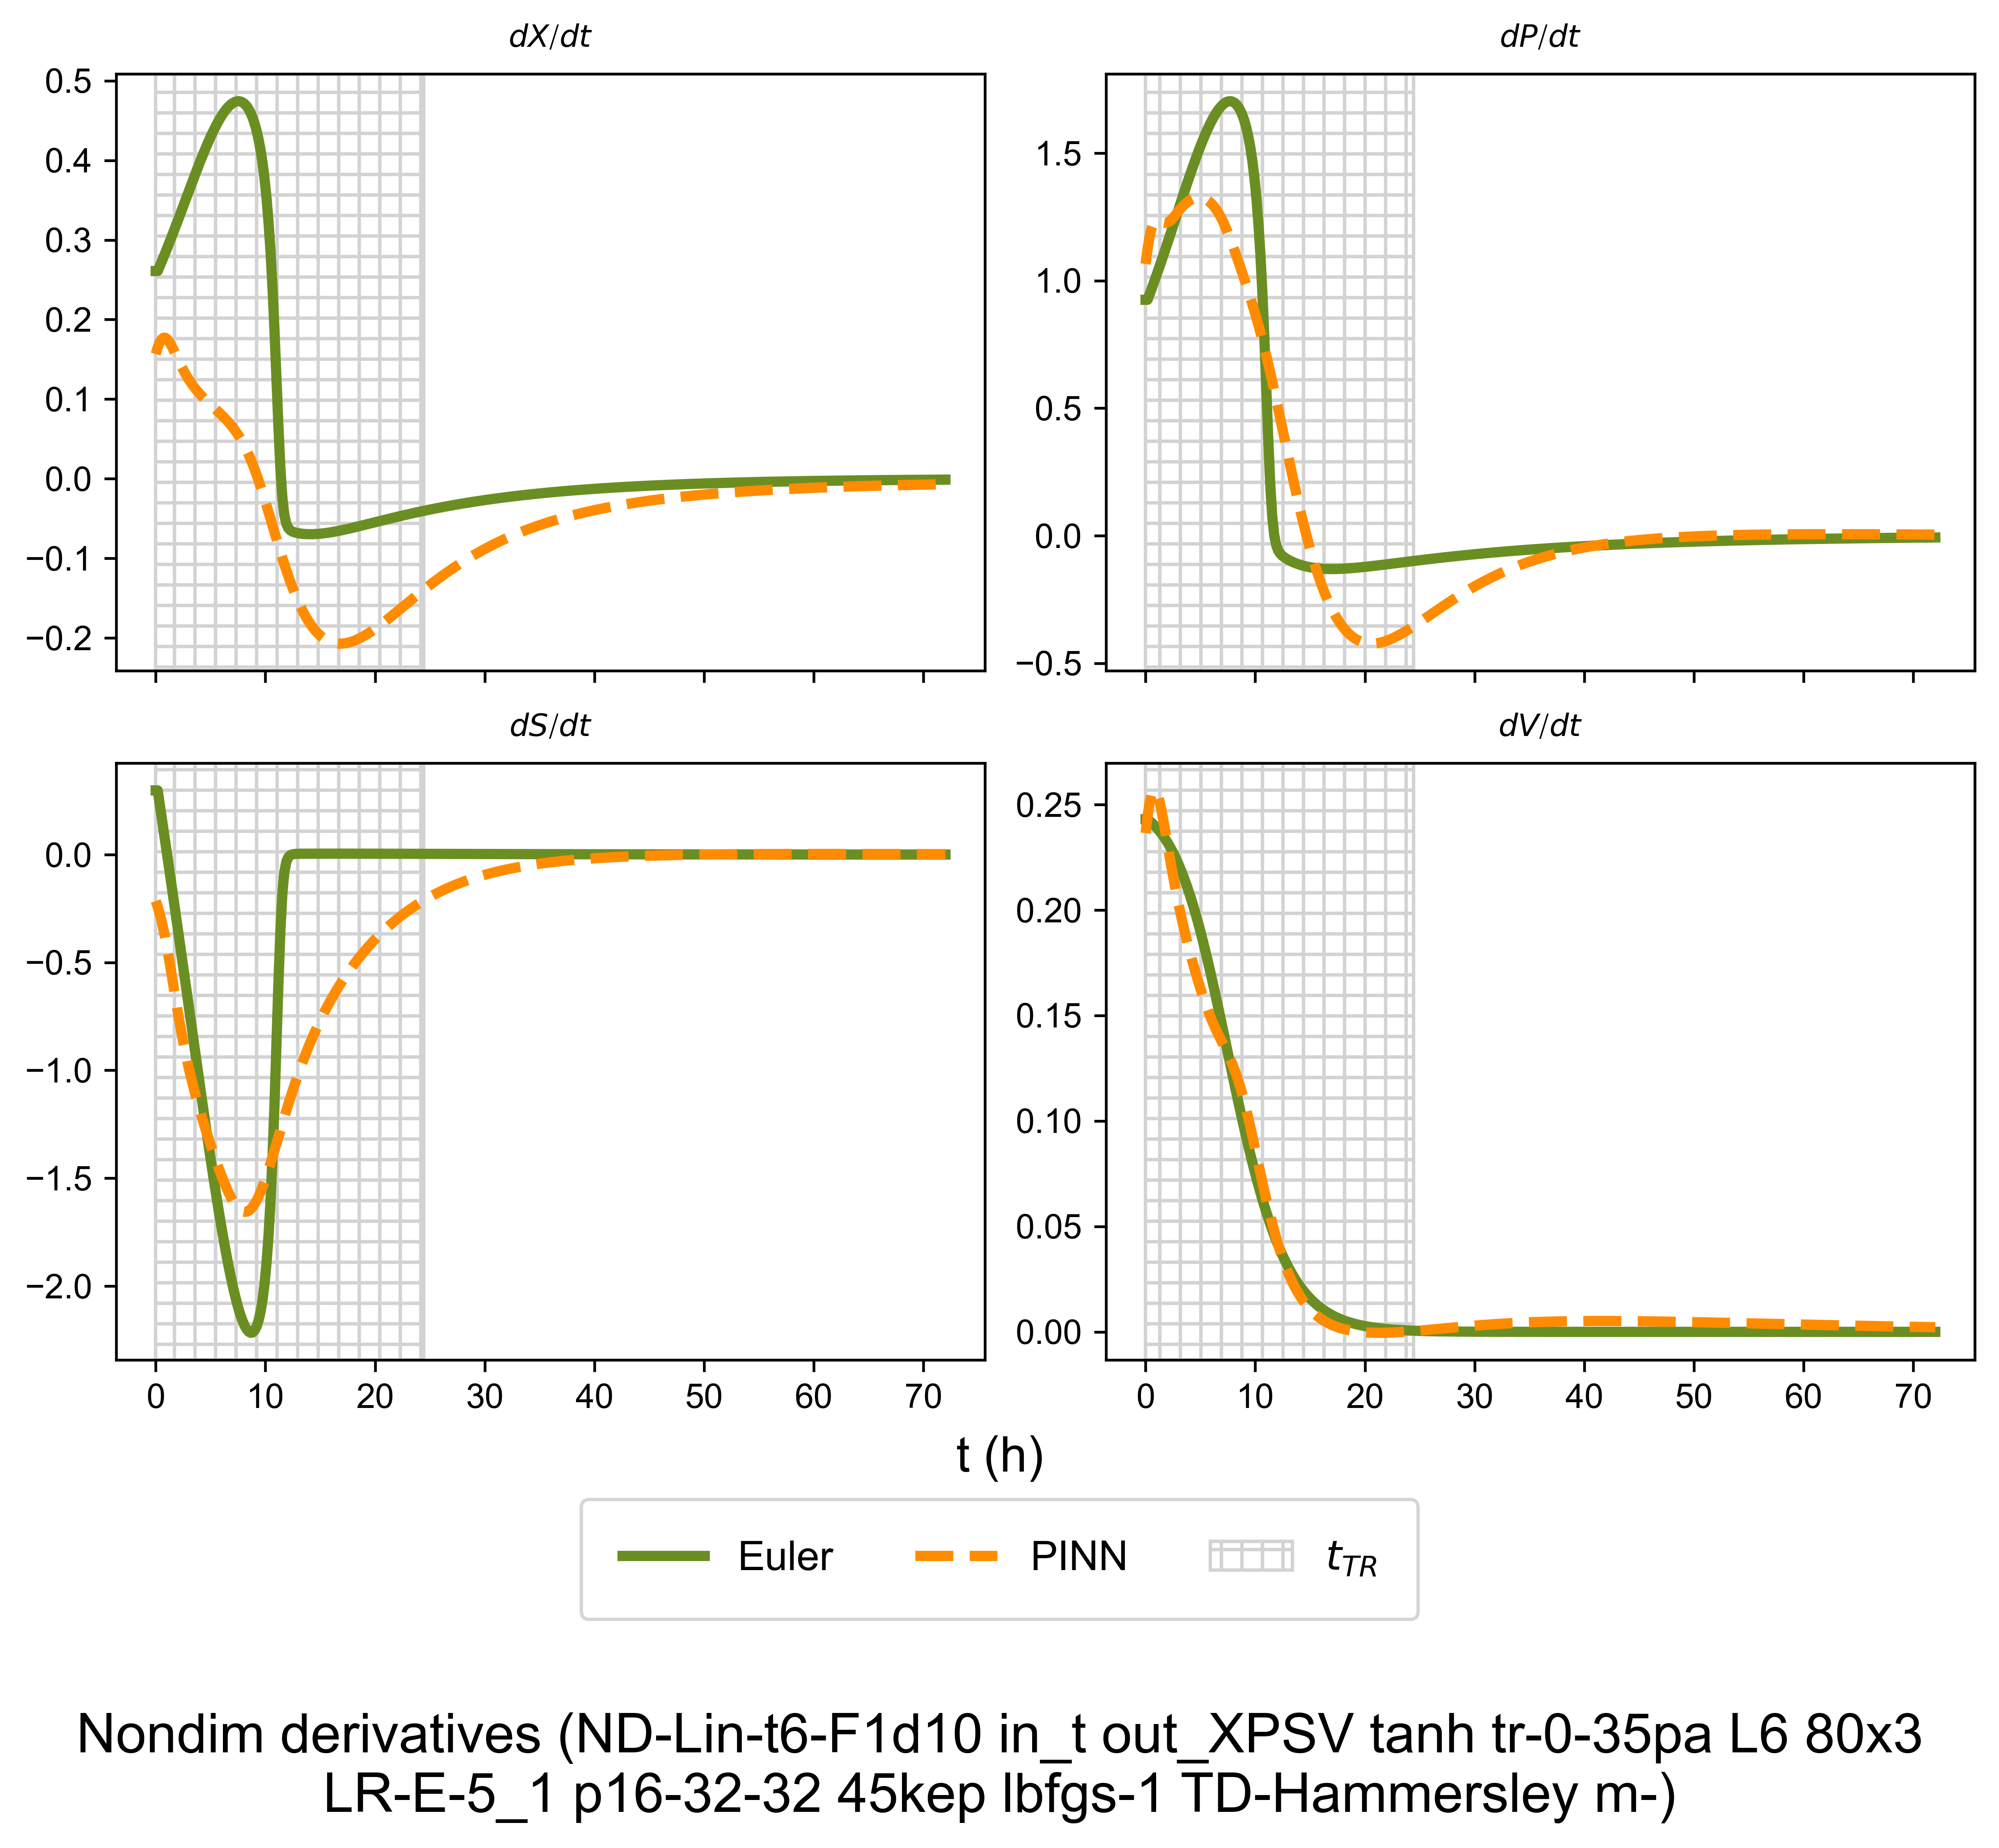 dX/dt
dP/dt
0.5
0.4
0.3
0.2
0.1
0.0
−0.1
−0.2
1.5
1.0
0.5
0.0
−0.5
dS/dt
dV/dt
0.0
−0.5
−1.0
−1.5
−2.0
0 10 20 30 40 50 60 70
0.25
0.20
0.15
0.10
0.05
0.00
0 10 20 30 40 50 60 70
t (h)
Euler PINN t_TR
Nondim derivatives (ND-Lin-t6-F1d10 in_t out_XPSV tanh tr-0-35pa L6 80x3
LR-E-5_1 p16-32-32 45kep lbfgs-1 TD-Hammersley m-)